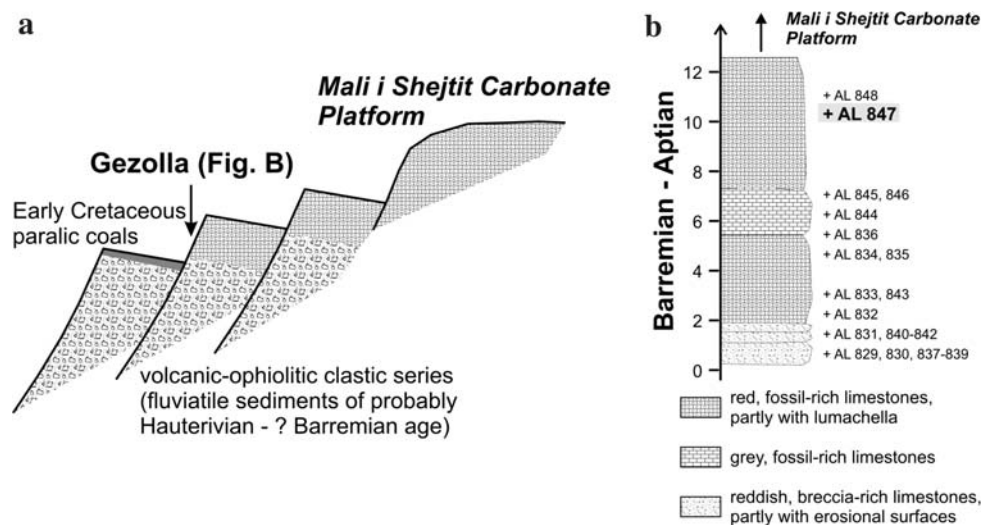 a
Mali i Shejtit Carbonate
Platform
Gezolla (Fig. B)
Early Cretaceous
paralic coals
volcanic-ophiolitic clastic series
(fluviatile sediments of probably
Hauterivian - ? Barremian age)
b
Mali i Shejtit Carbonate
Platform
Barremian - Aptian
12
10
8
6
4
2
0
+ AL 848
+ AL 847
+ AL 845, 846
+ AL 844
+ AL 836
+ AL 834, 835
+ AL 833, 843
+ AL 832
+ AL 831, 840-842
+ AL 829, 830, 837-839
red, fossil-rich limestones,
partly with lumachella
grey, fossil-rich limestones
reddish, breccia-rich limestones,
partly with erosional surfaces